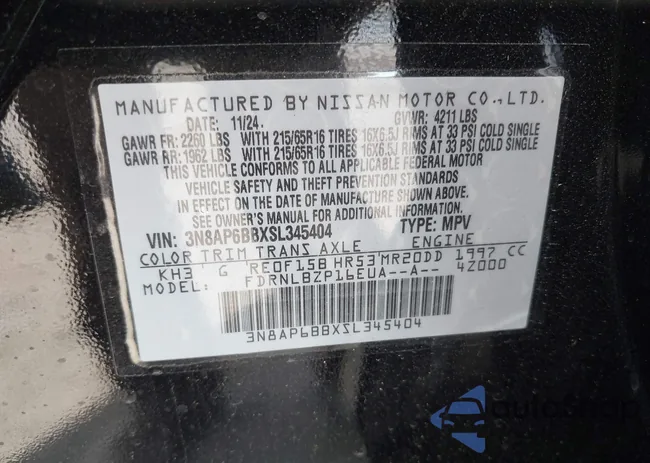 MANUFACTURED BY NISSAN MOTOR CO., LTD.
DATE: 11/24. GVWR: 4211 LBS
GAWR FR: 2260 LBS WITH 215/65R16 TIRES 16X6.5J RIMS AT 33 PSI COLD SINGLE
GAWR RR: 1962 LBS WITH 215/65R16 TIRES 16X6.5J RIMS AT 33 PSI COLD SINGLE
THIS VEHICLE CONFORMS TO ALL APPLICABLE FEDERAL MOTOR
VEHICLE SAFETY AND THEFT PREVENTION STANDARDS
IN EFFECT ON THE DATE OF MANUFACTURE SHOWN ABOVE.
SEE OWNER'S MANUAL FOR ADDITIONAL INFORMATION.
VIN: 3N8AP6BBXSL345404 TYPE: MPV
COLOR TRIM TRANS AXLE ENGINE
KH3 G RE0F15B HR53 MR20DD 1997 CC
MODEL: FDRNLBZP16EUA--A-- 4Z000
3N8AP6BBXSL345404